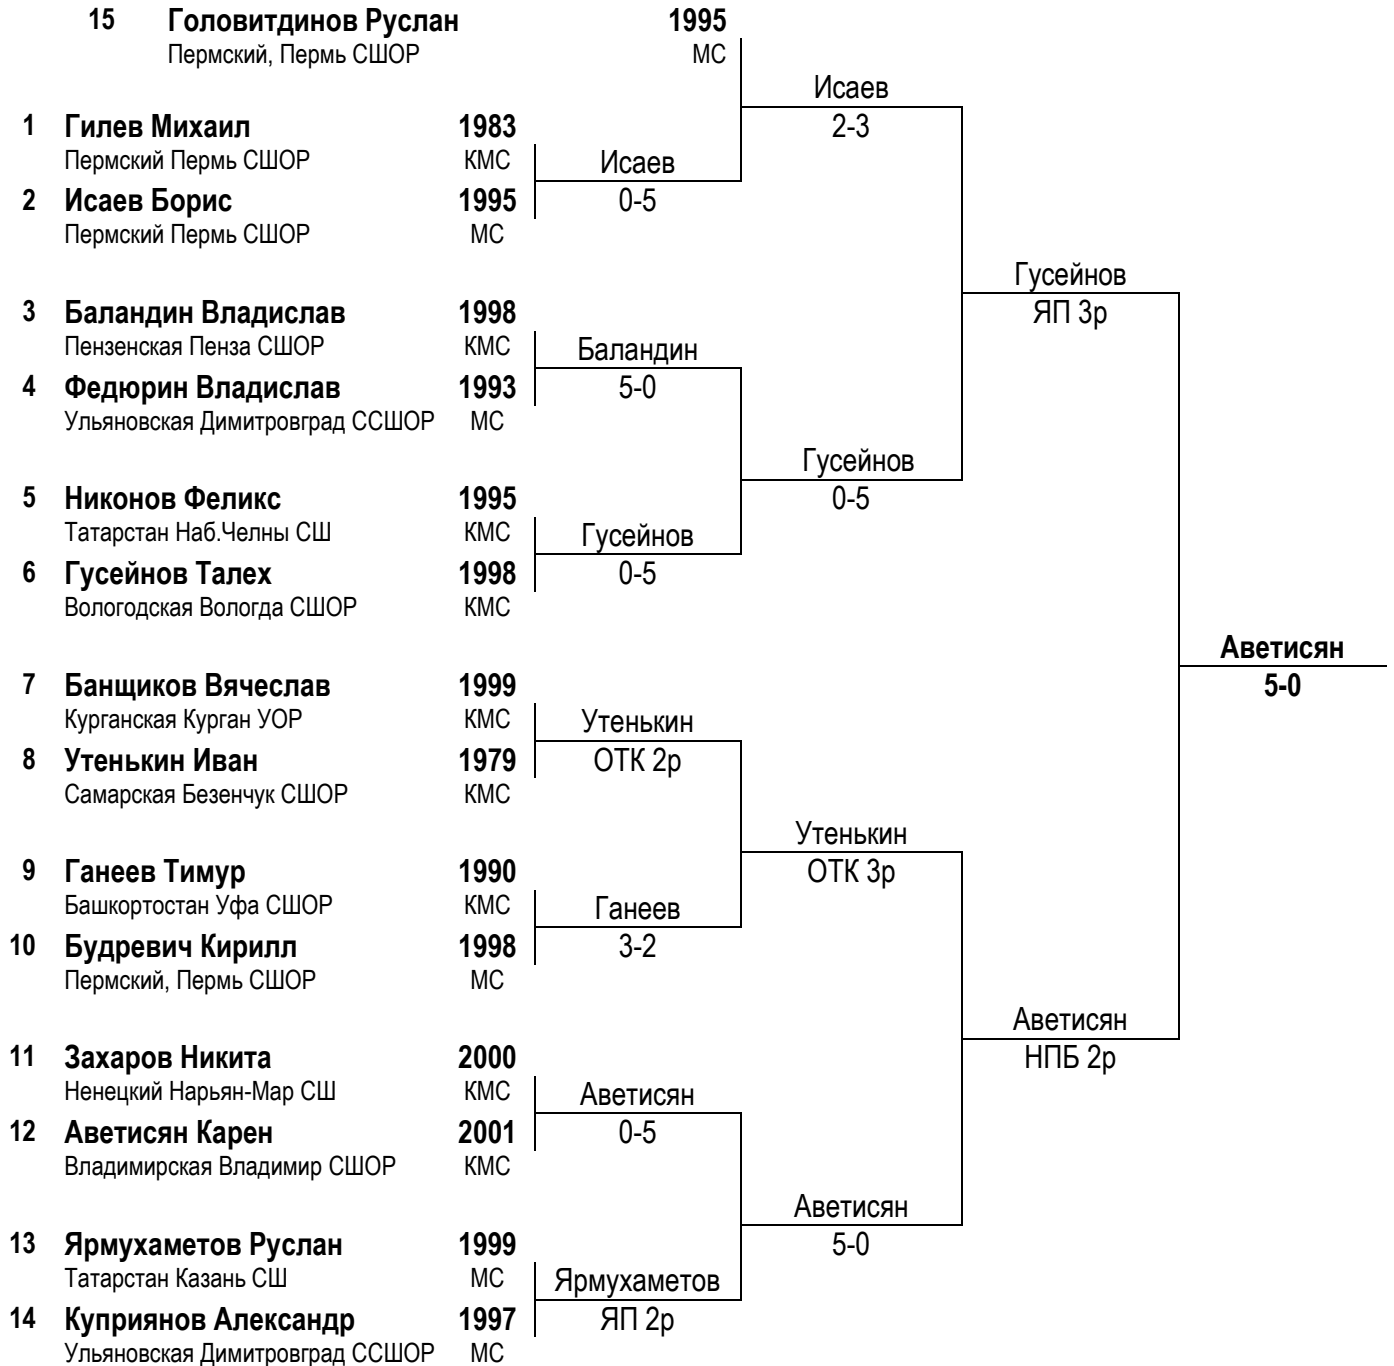 15 Головитдинов Руслан 1995
Пермский, Пермь СШОР МС
Исаев
1 Гилев Михаил 1983 2-3
Пермский Пермь СШОР КМС Исаев
2 Исаев Борис 1995 0-5
Пермский Пермь СШОР МС
Гусейнов
3 Баландин Владислав 1998 ЯП 3р
Пензенская Пенза СШОР КМС Баландин
4 Федюрин Владислав 1993 5-0
Ульяновская Димитровград ССШОР МС
Гусейнов
5 Никонов Феликс 1995 0-5
Татарстан Наб.Челны СШ КМС Гусейнов
6 Гусейнов Талех 1998 0-5
Вологодская Вологда СШОР КМС
Аветисян
7 Банщиков Вячеслав 1999 5-0
Курганская Курган УОР КМС Утенькин
8 Утенькин Иван 1979 ОТК 2р
Самарская Безенчук СШОР КМС
Утенькин
9 Ганеев Тимур 1990 ОТК 3р
Башкортостан Уфа СШОР КМС Ганеев
10 Будревич Кирилл 1998 3-2
Пермский, Пермь СШОР МС
Аветисян
11 Захаров Никита 2000 НПБ 2р
Ненецкий Нарьян-Мар СШ КМС Аветисян
12 Аветисян Карен 2001 0-5
Владимирская Владимир СШОР КМС
Аветисян
13 Ярмухаметов Руслан 1999 5-0
Татарстан Казань СШ МС Ярмухаметов
14 Куприянов Александр 1997 ЯП 2р
Ульяновская Димитровград ССШОР МС